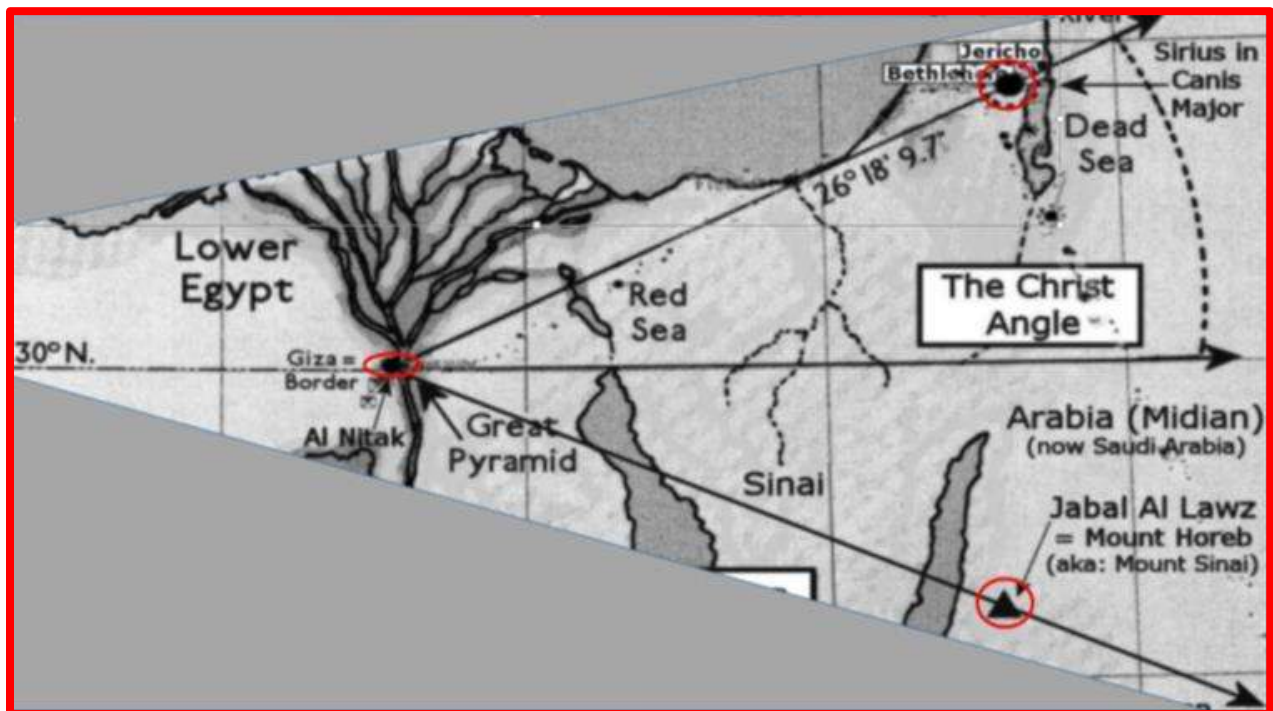 River
Jericho
Bethleh
Sirius in
Canis
Major
Dead
Sea
26° 18' 9.7"
Lower
Egypt
Red
Sea
The Christ
Angle
30°N.
Giza =
Border
Al Nitak
Great
Pyramid
Sinai
Arabia (Midian)
(now Saudi Arabia)
Jabal Al Lawz
= Mount Horeb
(aka: Mount Sinai)